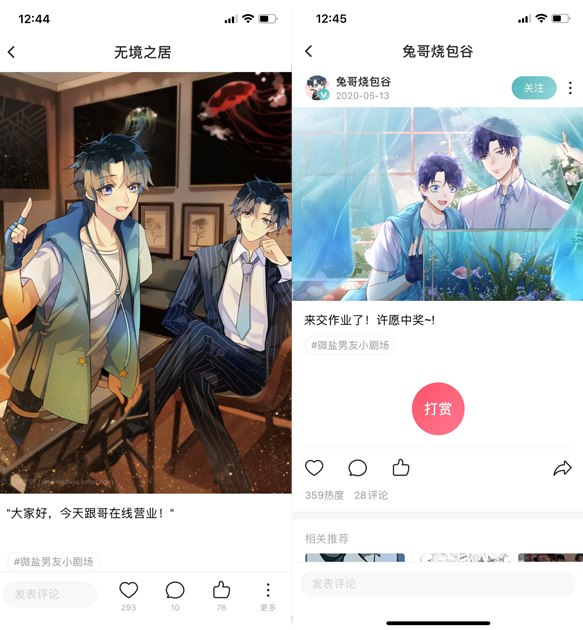 12:44
无境之居
"大家好，今天跟哥在线营业！"
#微盐男友小剧场
发表评论
293
10
76
更多
12:45
兔哥烧包谷
兔哥烧包谷
2020-05-13
关注
来交作业了！许愿中奖~!
#微盐男友小剧场
打赏
359热度 28评论
相关推荐
发表评论